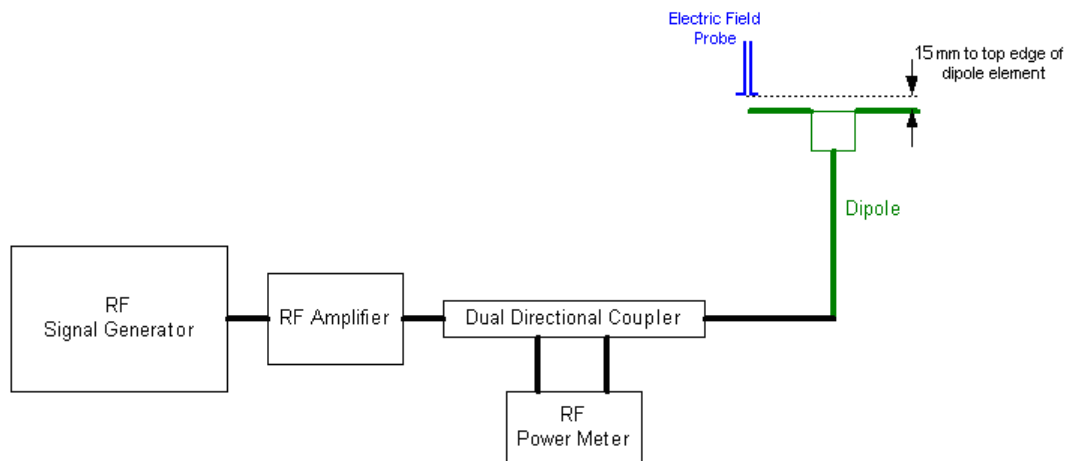 Electric Field
Probe
15 mm to top edge of
dipole element
Dipole
RF
Signal Generator
RF Amplifier
Dual Directional Coupler
RF
Power Meter